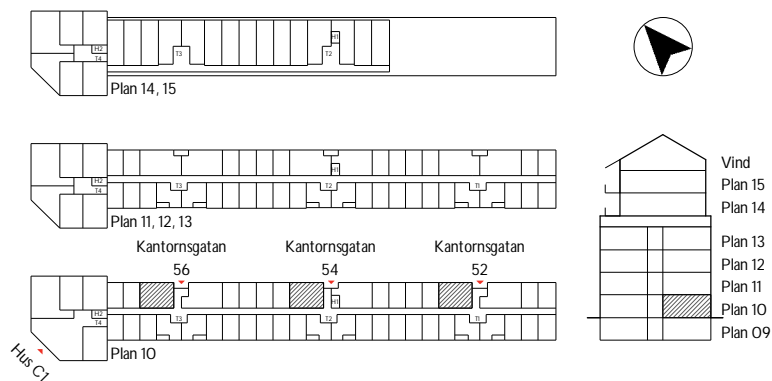 H2
T4
T3
H1
T2
Plan 14, 15
H2
T4
T3
H1
T2
T1
Plan 11, 12, 13
Kantornsgatan
56
Kantornsgatan
54
Kantornsgatan
52
H2
T4
T3
H1
T2
T1
Plan 10
Hus C1
Vind
Plan 15
Plan 14
Plan 13
Plan 12
Plan 11
Plan 10
Plan 09